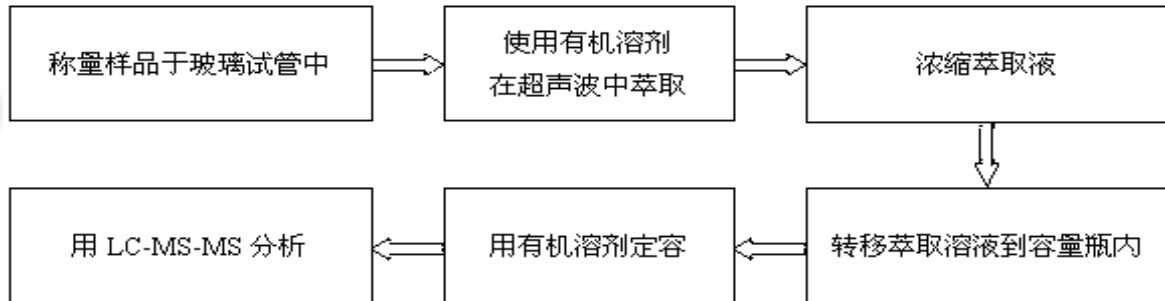 称量样品于玻璃试管中
使用有机溶剂
在超声波中萃取
浓缩萃取液
转移萃取溶液到容量瓶内
用有机溶剂定容
用 LC-MS-MS 分析